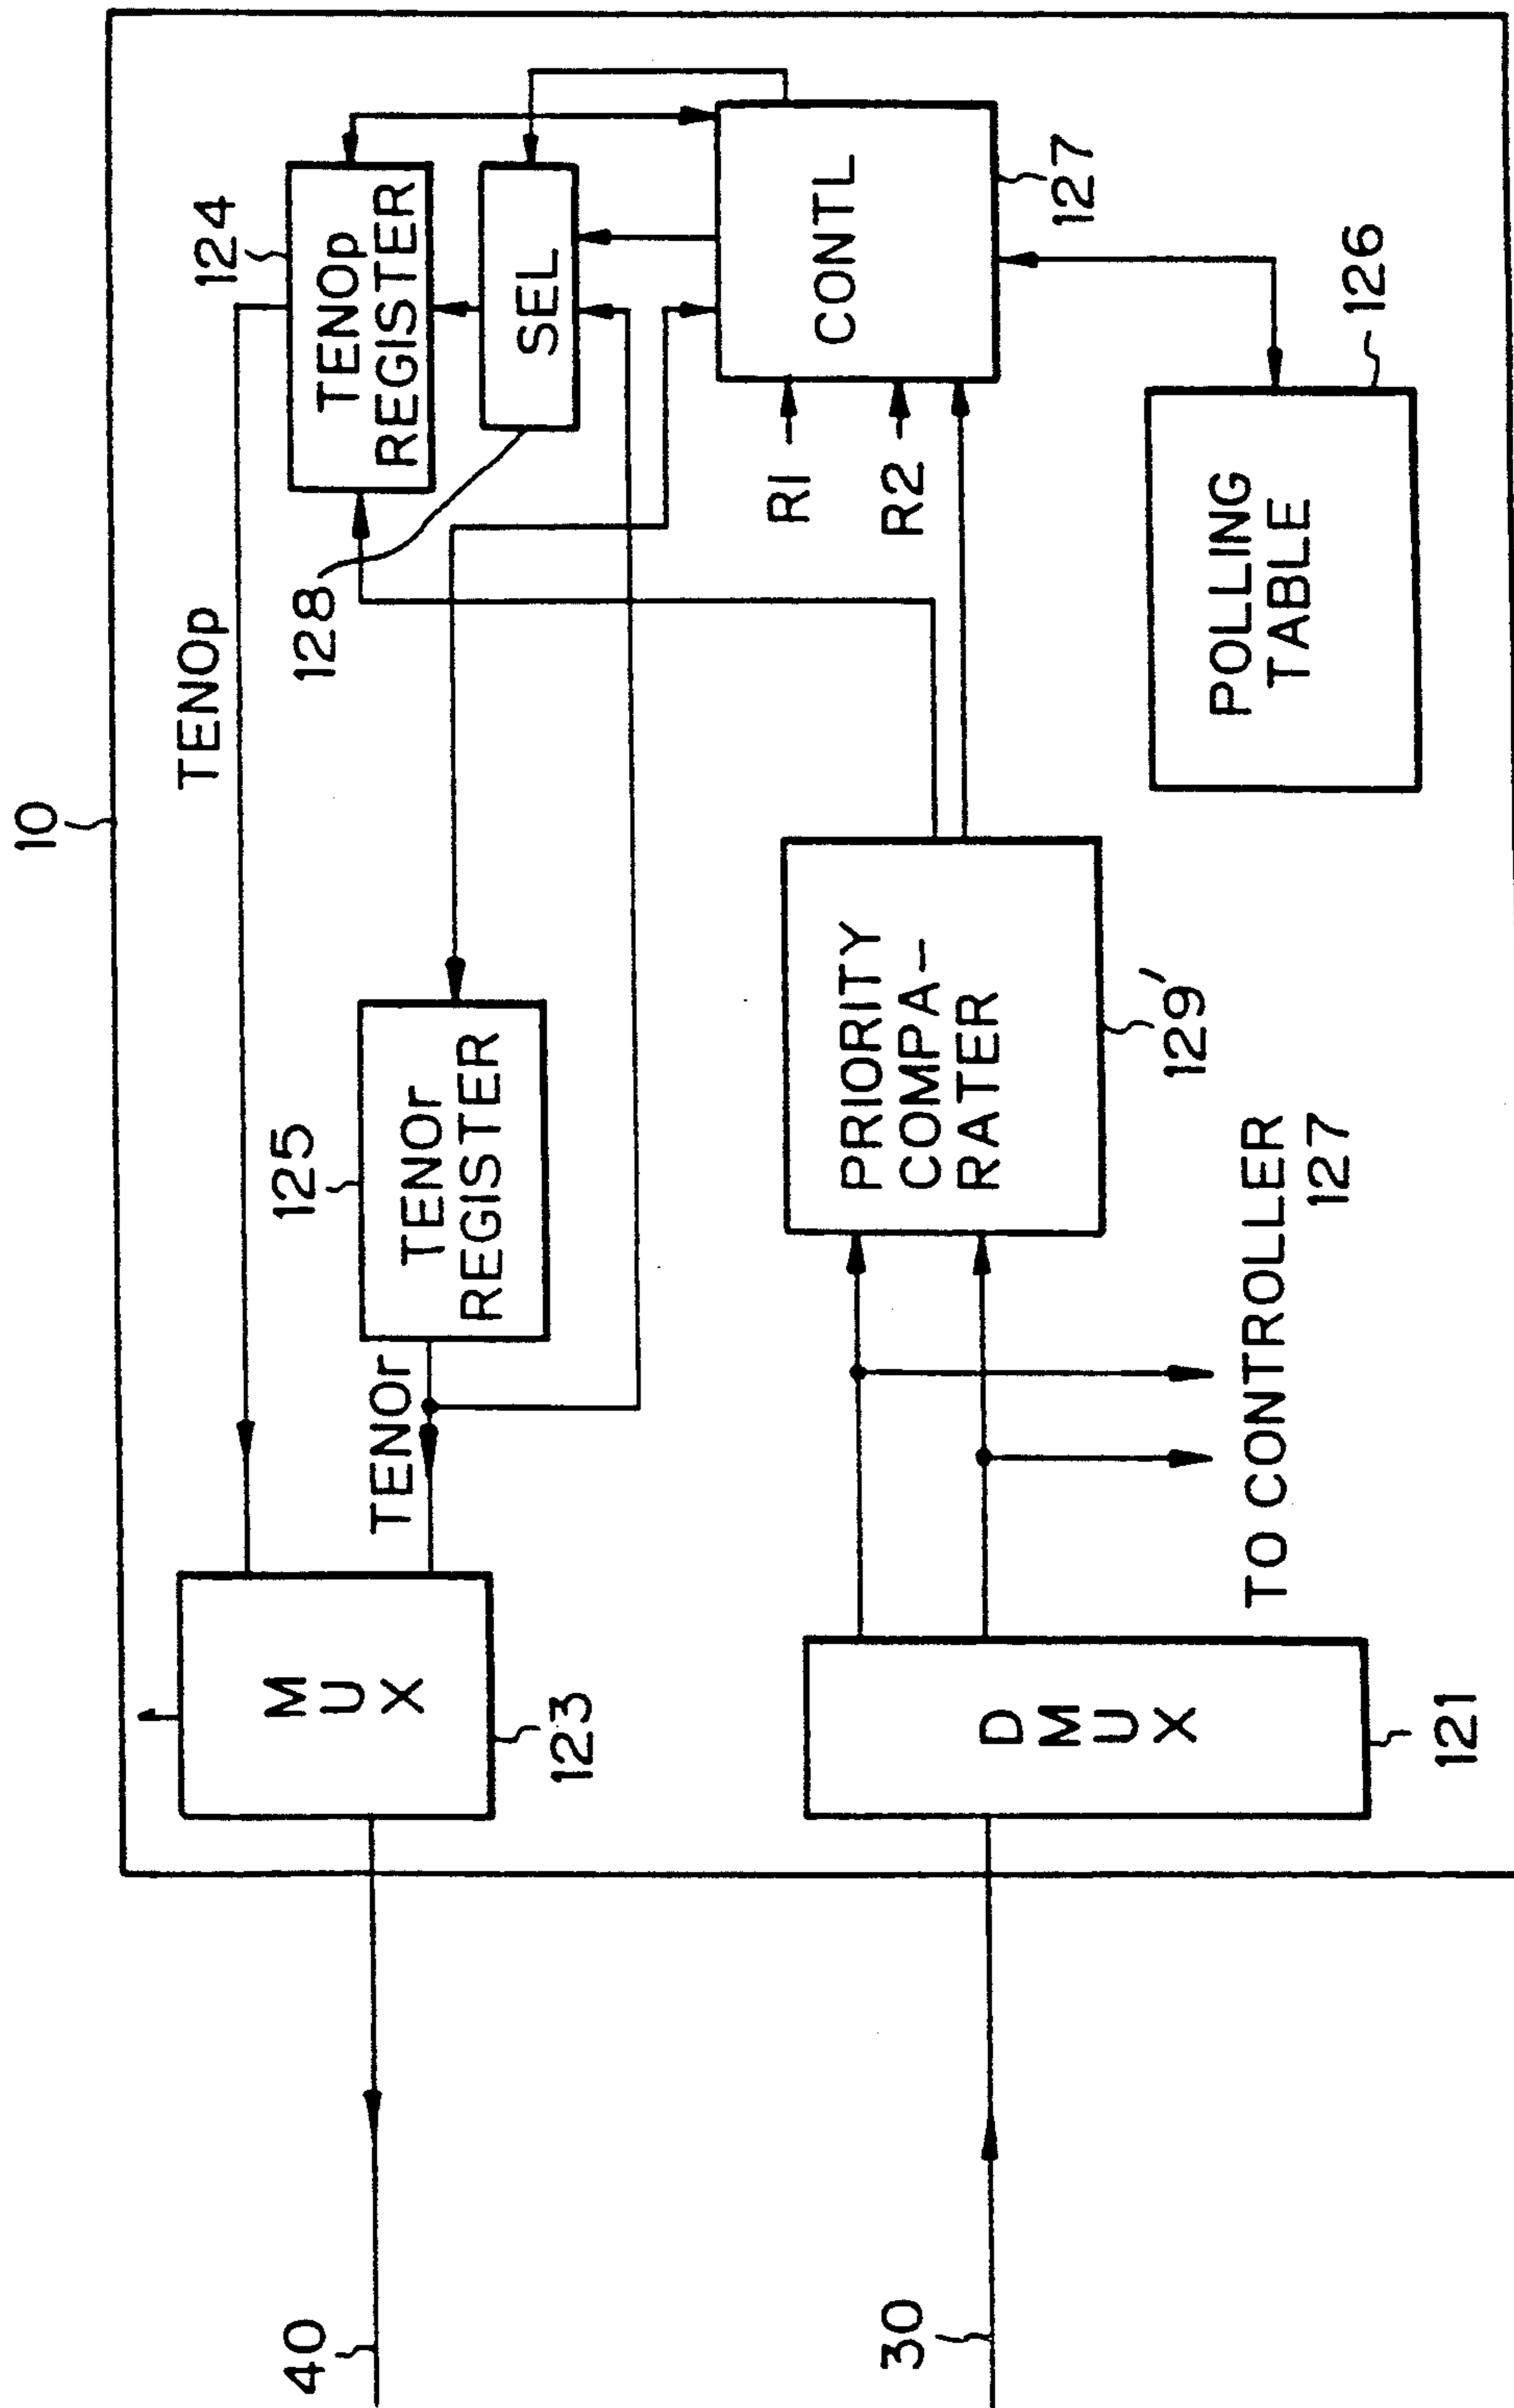 10
TENOp
124
TENOp
REGISTER
128
SEL
125
TENOr
REGISTER
TENOr
M
U
X
123
40
R1
R2
CONTL
127
PRIORITY
COMPA-
RATER
129'
POLLING
TABLE
126
TO CONTROLLER
127
D
M
U
X
121
30